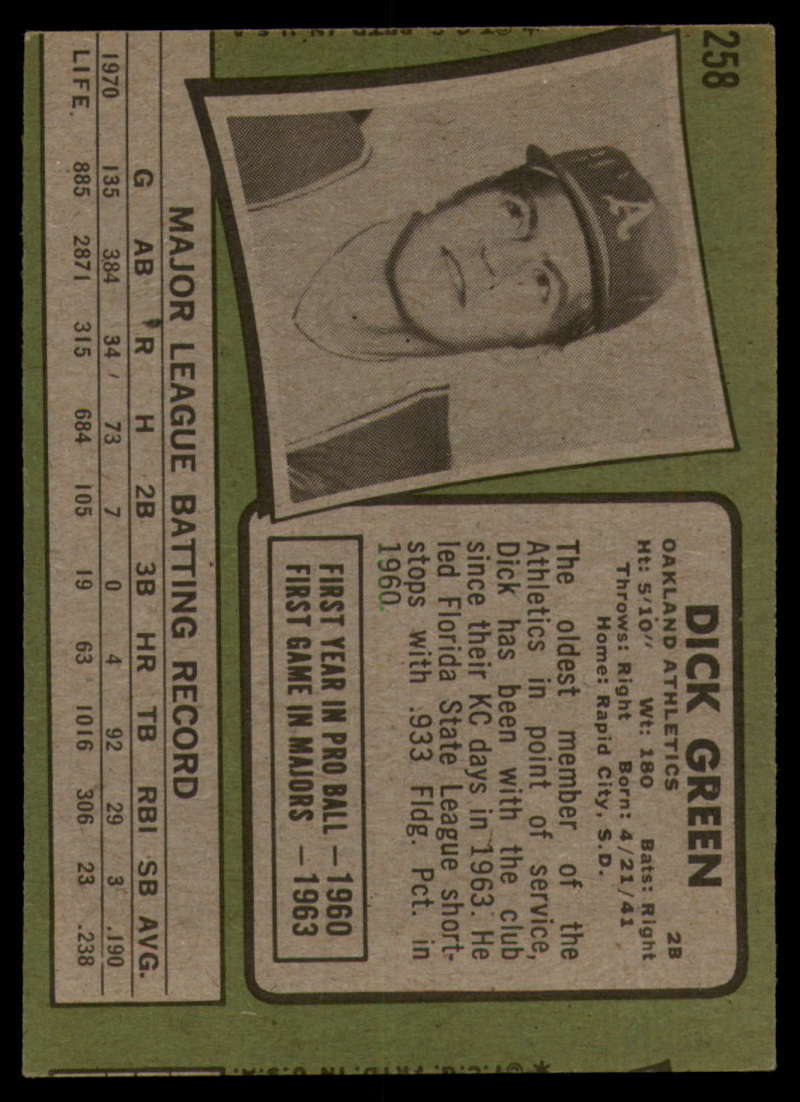 258
A
DICK GREEN
OAKLAND ATHLETICS 2B
Ht: 5'10" Wt: 180 Bats: Right
Throws: Right Born: 4/21/41
Home: Rapid City, S.D.
The oldest member of the
Athletics in point of service,
Dick has been with the club
since their KC days in 1963. He
led Florida State League short-
stops with .933 Fldg. Pct. in
1960.
FIRST YEAR IN PRO BALL — 1960
FIRST GAME IN MAJORS — 1963
MAJOR LEAGUE BATTING RECORD
G AB R H 2B 3B HR TB RBI SB AVG.
1970 135 384 34 73 7 0 4 92 29 3 .190
LIFE. 885 2871 315 684 105 19 63 1016 306 23 .238